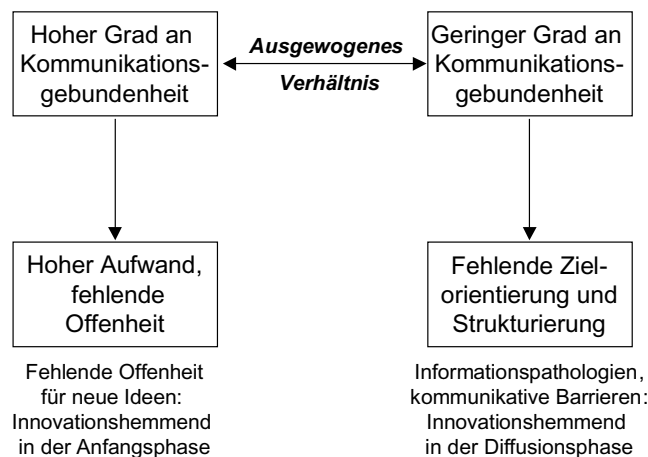 Hoher Grad an
Kommunikations-
gebundenheit
Ausgewogenes
Verhältnis
Geringer Grad an
Kommunikations-
gebundenheit
Hoher Aufwand,
fehlende
Offenheit
Fehlende Ziel-
orientierung und
Strukturierung
Fehlende Offenheit
für neue Ideen:
Innovationshemmend
in der Anfangsphase
Informationspathologien,
kommunikative Barrieren:
Innovationshemmend
in der Diffusionsphase